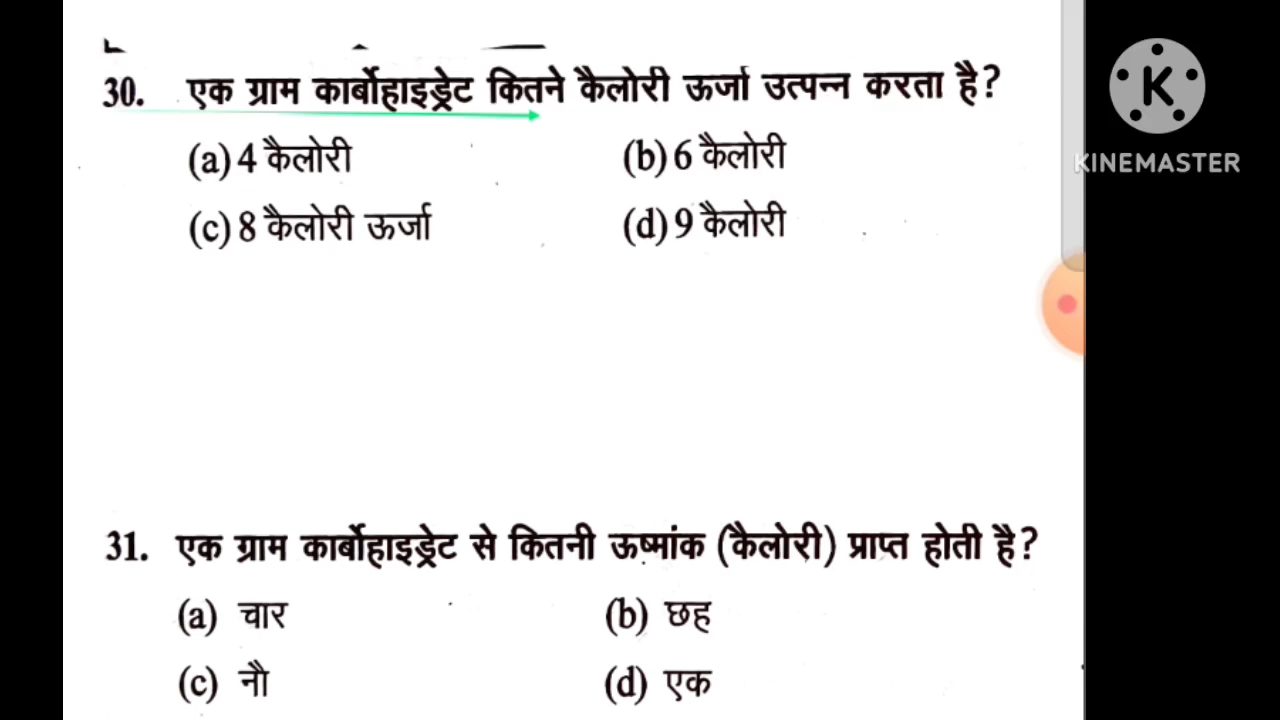 30. एक ग्राम कार्बोहाइड्रेट कितने कैलोरी ऊर्जा उत्पन्न करता है?
(a) 4 कैलोरी (b) 6 कैलोरी
(c) 8 कैलोरी ऊर्जा (d) 9 कैलोरी
31. एक ग्राम कार्बोहाइड्रेट से कितनी ऊष्मांक (कैलोरी) प्राप्त होती है?
(a) चार (b) छह
(c) नौ (d) एक
K
KINEMASTER